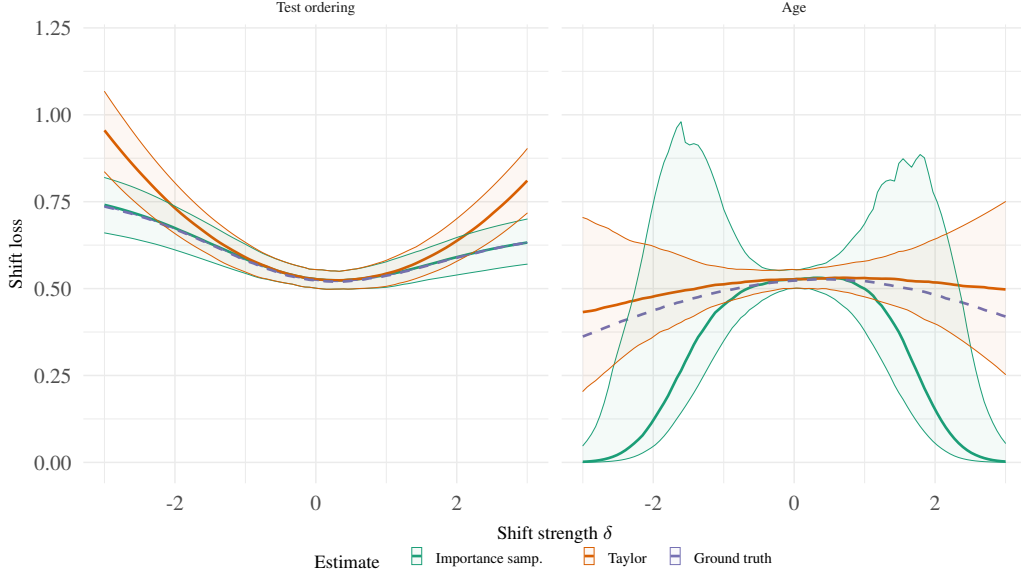 Test ordering
Age
1.25
1.00
0.75
0.50
0.25
0.00
Shift loss
-2 0 2
-2 0 2
Shift strength δ
Estimate Importance samp. Taylor Ground truth